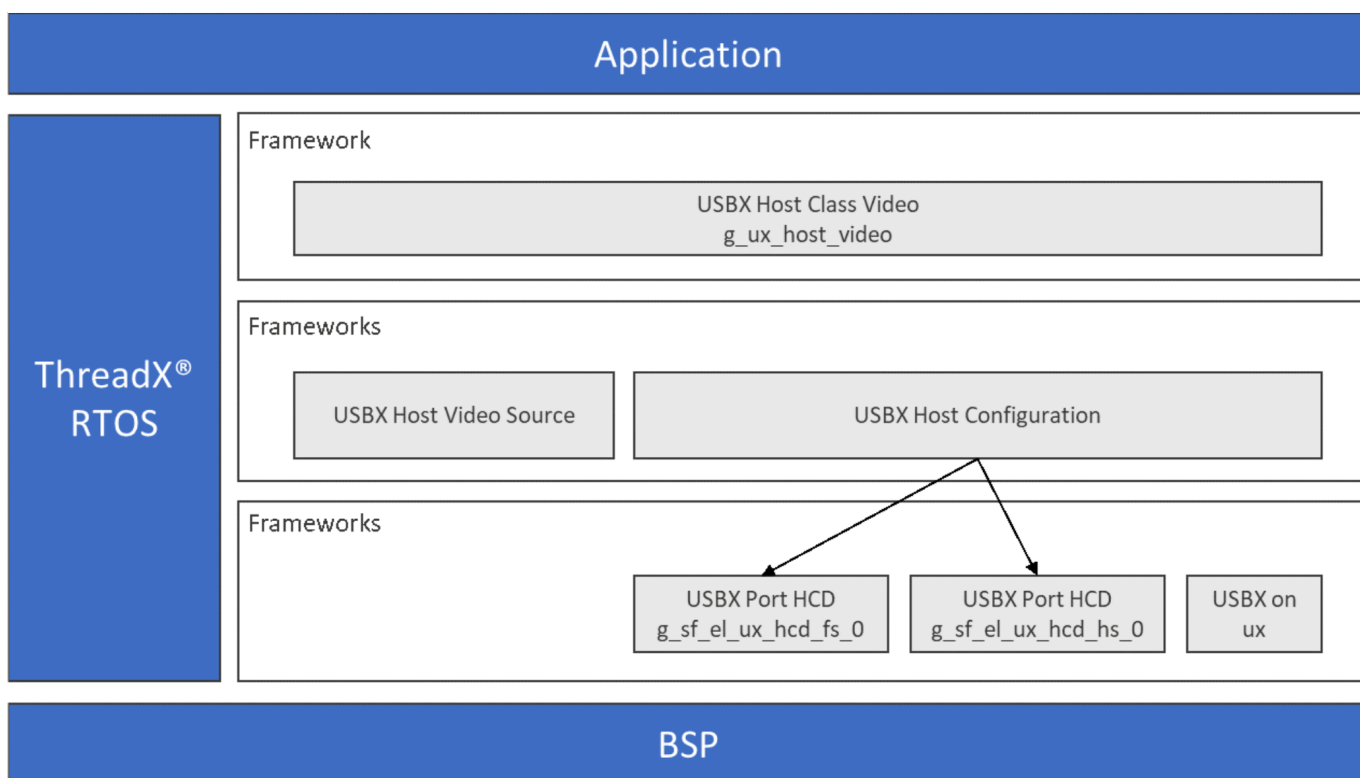 Application
ThreadX®
RTOS
Framework
USBX Host Class Video
g_ux_host_video
Frameworks
USBX Host Video Source
USBX Host Configuration
Frameworks
USBX Port HCD
g_sf_el_ux_hcd_fs_0
USBX Port HCD
g_sf_el_ux_hcd_hs_0
USBX on
ux
BSP